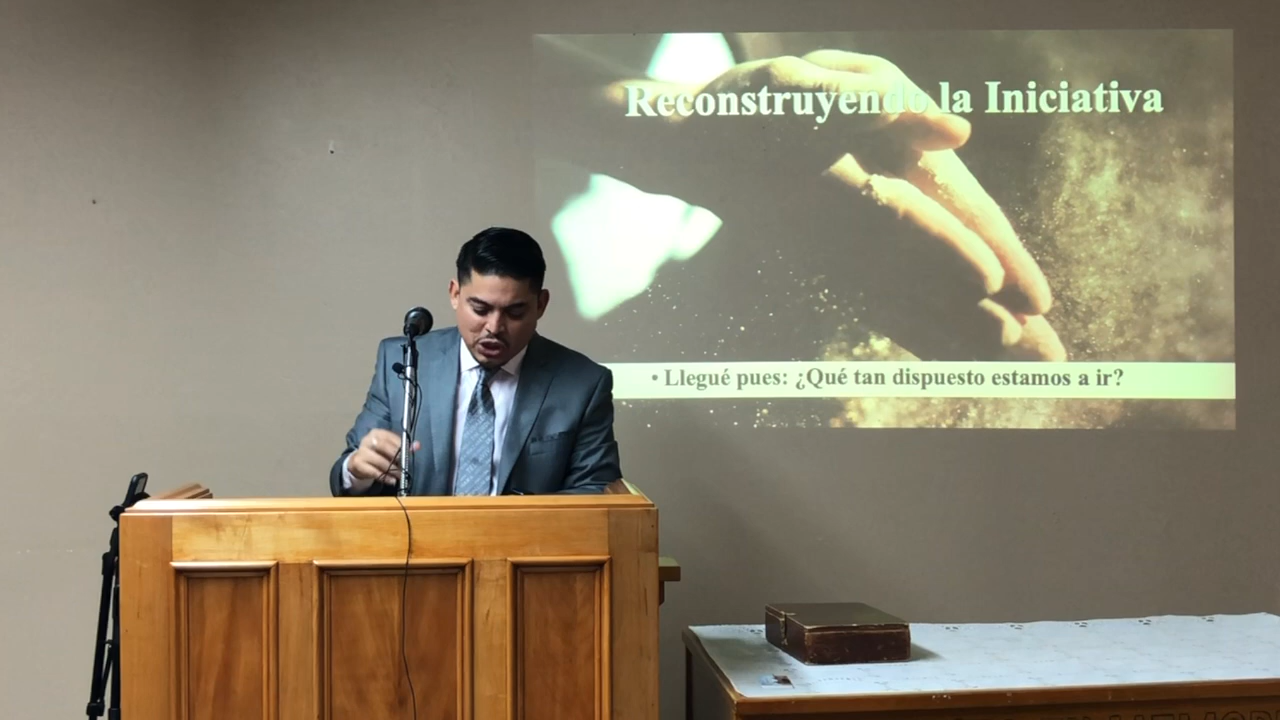 Reconstruyendo la Iniciativa
• Llegué pues: ¿Qué tan dispuesto estamos a ir?